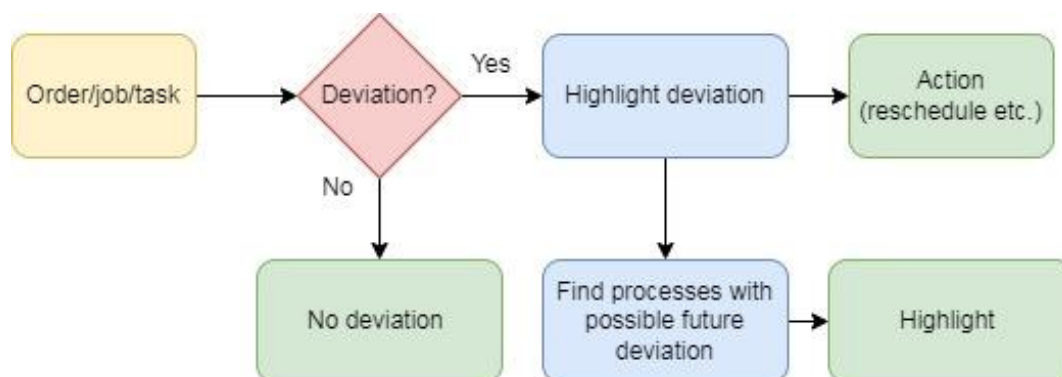 Order/job/task
Deviation?
Yes
Highlight deviation
Action
(reschedule etc.)
No
No deviation
Find processes with
possible future
deviation
Highlight